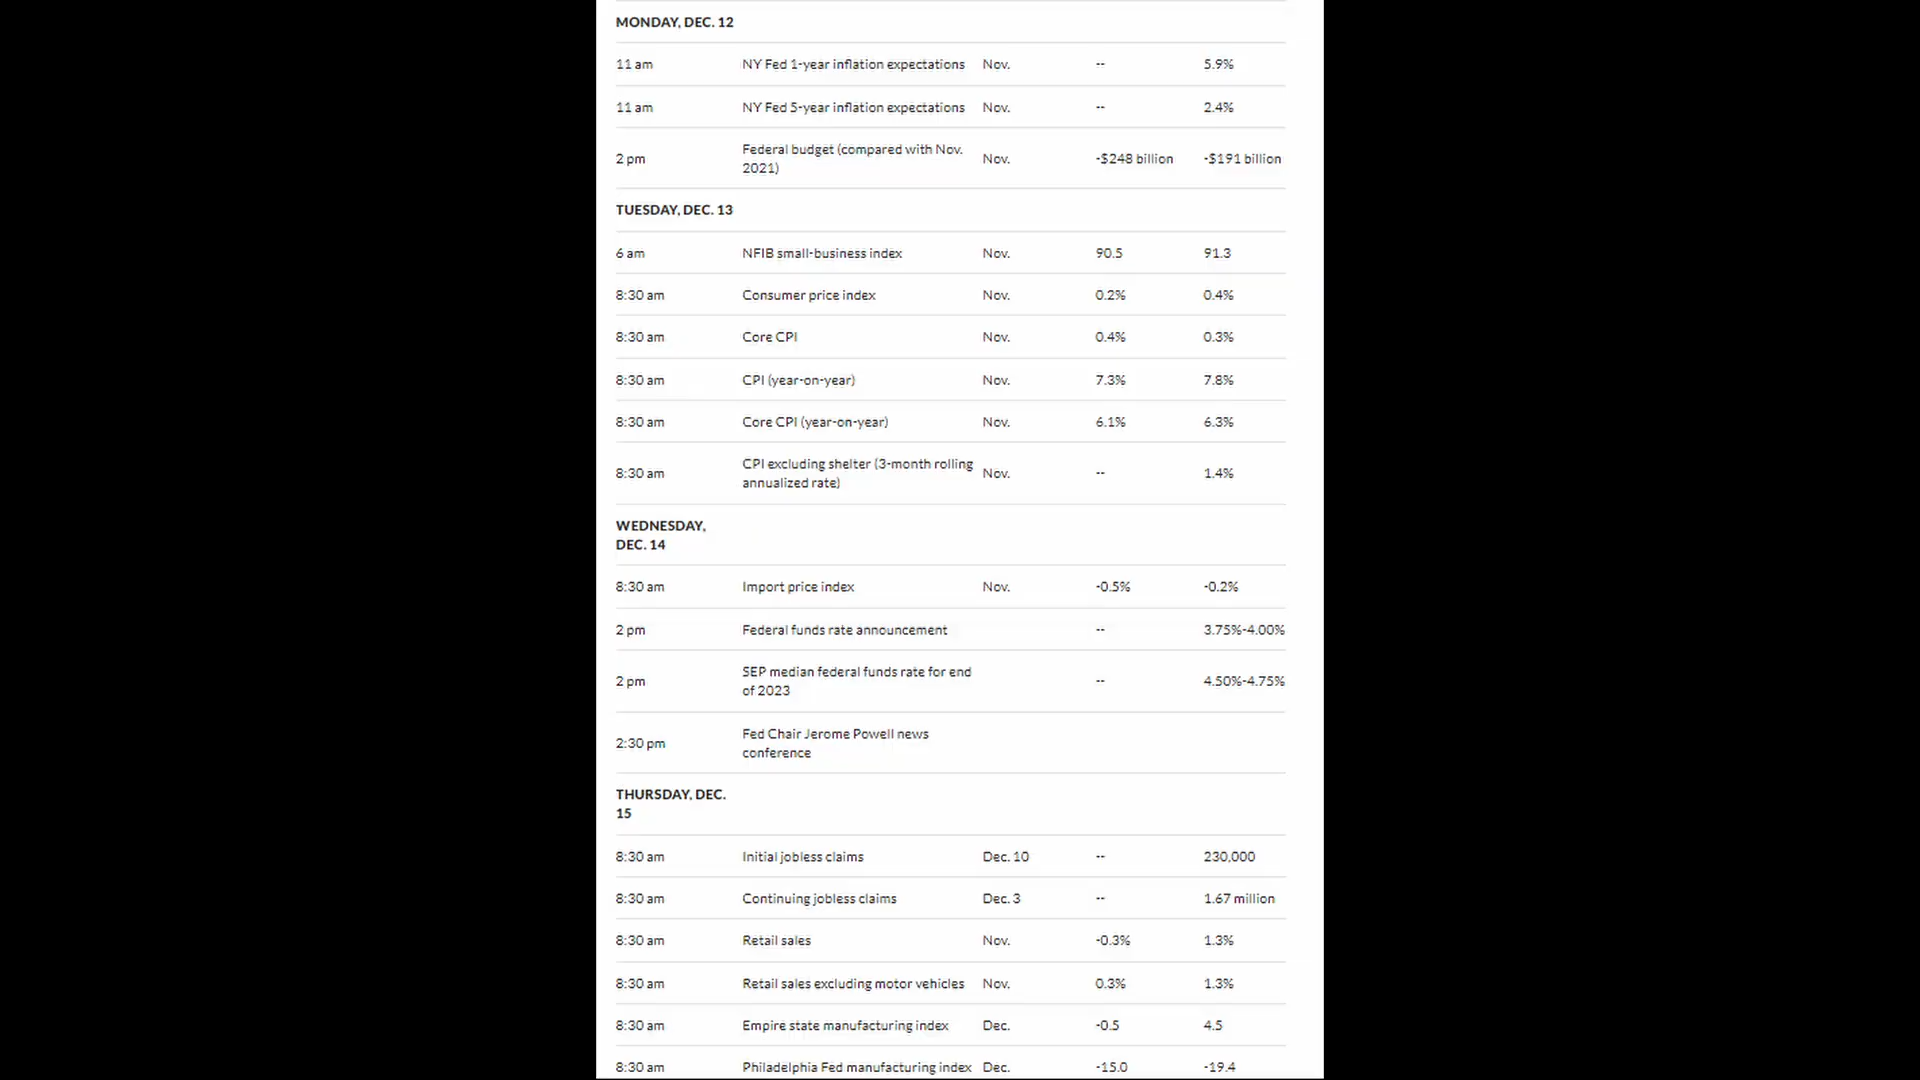 MONDAY, DEC. 12
11 am NY Fed 1-year inflation expectations Nov. -- 5.9%
11 am NY Fed 5-year inflation expectations Nov. -- 2.4%
2 pm Federal budget (compared with Nov. 2021) Nov. -$248 billion -$191 billion
TUESDAY, DEC. 13
6 am NFIB small-business index Nov. 90.5 91.3
8:30 am Consumer price index Nov. 0.2% 0.4%
8:30 am Core CPI Nov. 0.4% 0.3%
8:30 am CPI (year-on-year) Nov. 7.3% 7.8%
8:30 am Core CPI (year-on-year) Nov. 6.1% 6.3%
8:30 am CPI excluding shelter (3-month rolling annualized rate) Nov. -- 1.4%
WEDNESDAY,
DEC. 14
8:30 am Import price index Nov. -0.5% -0.2%
2 pm Federal funds rate announcement -- 3.75%-4.00%
2 pm SEP median federal funds rate for end of 2023 -- 4.50%-4.75%
2:30 pm Fed Chair Jerome Powell news conference
THURSDAY, DEC.
15
8:30 am Initial jobless claims Dec. 10 -- 230,000
8:30 am Continuing jobless claims Dec. 3 -- 1.67 million
8:30 am Retail sales Nov. -0.3% 1.3%
8:30 am Retail sales excluding motor vehicles Nov. 0.3% 1.3%
8:30 am Empire state manufacturing index Dec. -0.5 4.5
8:30 am Philadelphia Fed manufacturing index Dec. -15.0 -19.4